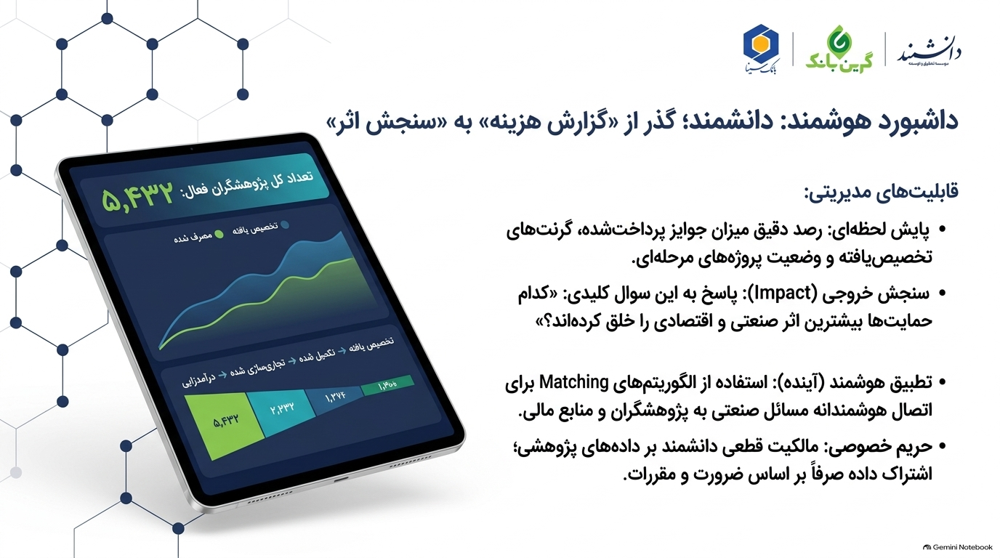 دانشمند
موسسه تحقیق و توسعه
گرین بانک
بانک سینا
داشبورد هوشمند: دانشمند؛ گذر از «گزارش هزینه» به «سنجش اثر»
قابلیت‌های مدیریتی:
• پایش لحظه‌ای: رصد دقیق میزان جوایز پرداخت‌شده، گرنت‌های
تخصیص‌یافته و وضعیت پروژه‌های مرحله‌ای.
• سنجش خروجی (Impact): پاسخ به این سوال کلیدی: «کدام
حمایت‌ها بیشترین اثر صنعتی و اقتصادی را خلق کرده‌اند؟»
• تطبیق هوشمند (آینده): استفاده از الگوریتم‌های Matching برای
اتصال هوشمندانه مسائل صنعتی به پژوهشگران و منابع مالی.
• حریم خصوصی: مالکیت قطعی دانشمند بر داده‌های پژوهشی؛
اشتراک داده صرفاً بر اساس ضرورت و مقررات.
تعداد کل پژوهشگران فعال: ۵,۴۳۲
تخصیص یافته مصرف شده
تخصیص یافته → تکمیل شده → تجاری‌سازی شده → درآمدزایی
۵,۴۳۲ ۲,۲۳۲
Gemini Notebook